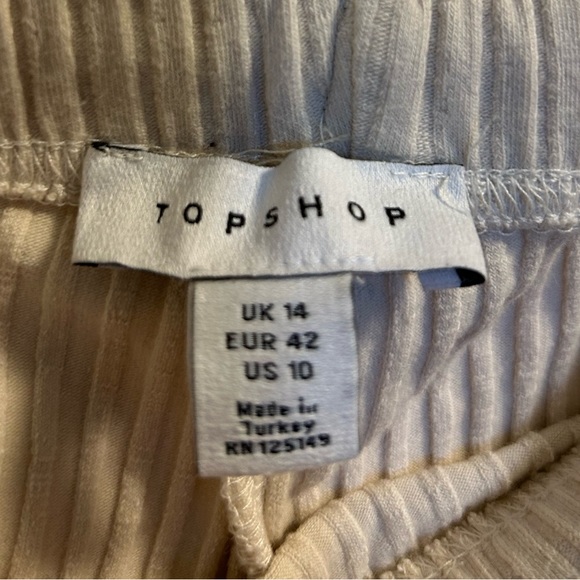 TOPSHOP
UK 14
EUR 42
US 10
Made in
Turkey
RN 125149